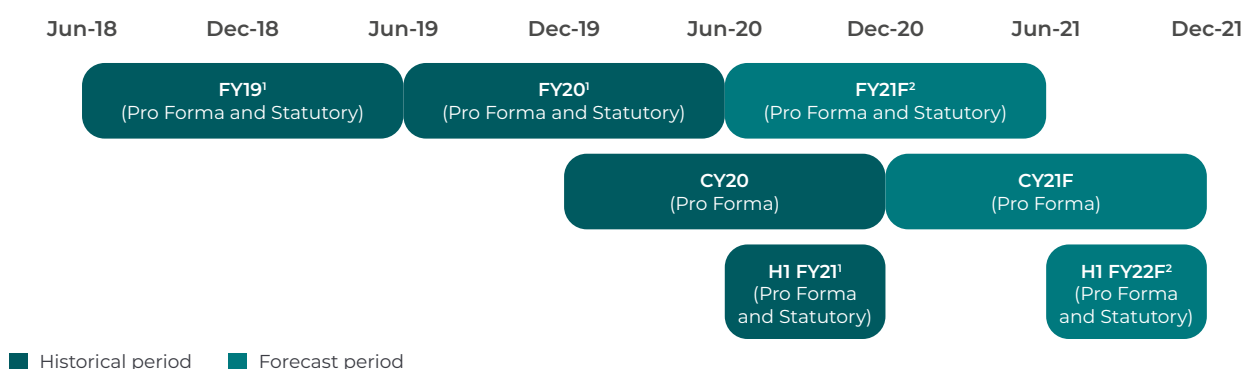 Jun-18 Dec-18 Jun-19 Dec-19 Jun-20 Dec-20 Jun-21 Dec-21
FY19¹ FY20¹ FY21F²
(Pro Forma and Statutory) (Pro Forma and Statutory) (Pro Forma and Statutory)
CY20 CY21F
(Pro Forma) (Pro Forma)
H1 FY21¹ H1 FY22F²
(Pro Forma (Pro Forma
and Statutory) and Statutory)
Historical period Forecast period